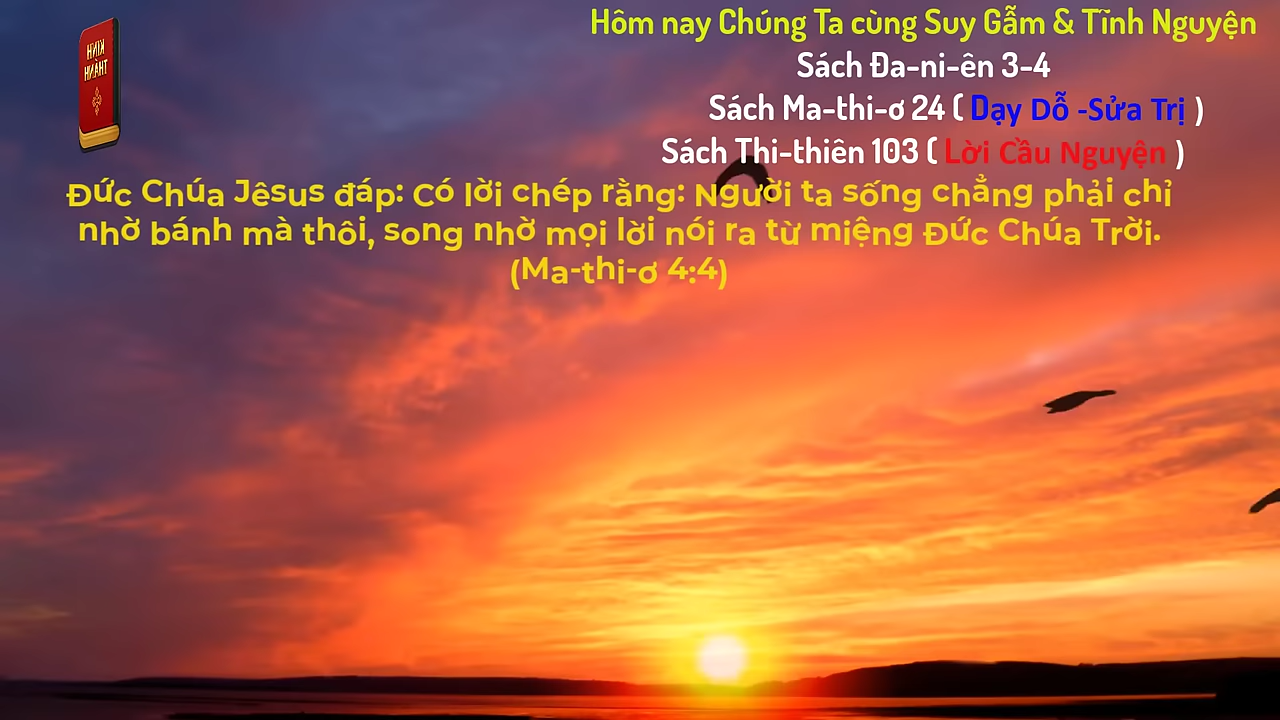 Hôm nay Chúng Ta cùng Suy Gẫm & Tĩnh Nguyện
Sách Đa-ni-ên 3-4
Sách Ma-thi-ơ 24 ( Dạy Dỗ -Sửa Trị )
Sách Thi-thiên 103 ( Lời Cầu Nguyện )
KINH
THÁNH
Đức Chúa Jêsus đáp: Có lời chép rằng: Người ta sống chẳng phải chỉ
nhờ bánh mà thôi, song nhờ mọi lời nói ra từ miệng Đức Chúa Trời.
(Ma-thi-ơ 4:4)